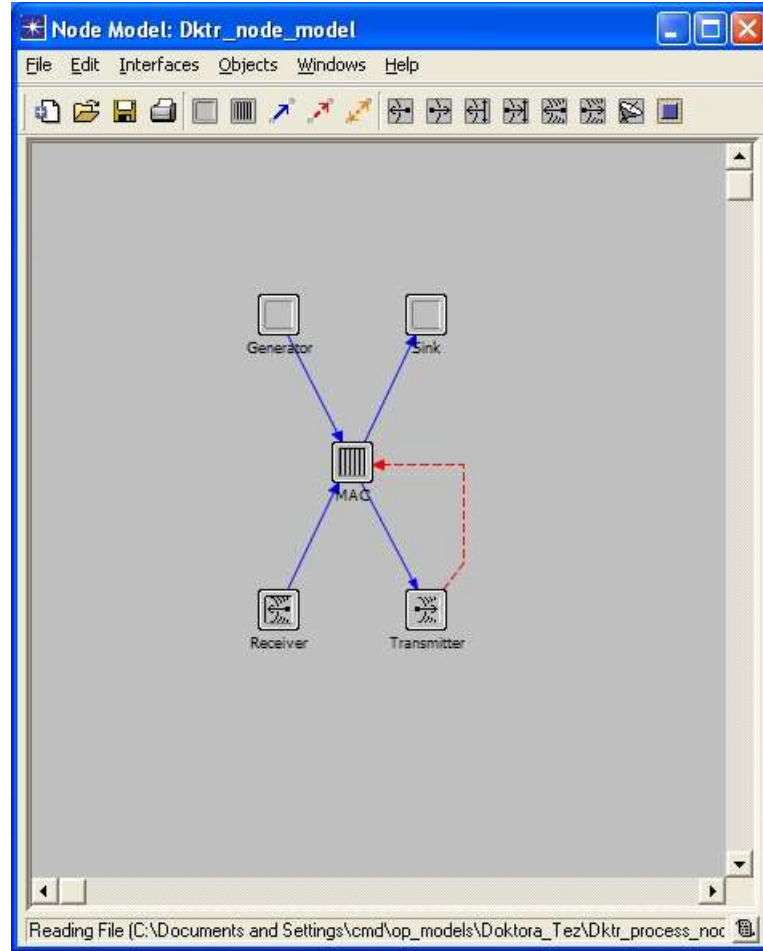 Node Model: Dktr_node_model
File Edit Interfaces Objects Windows Help
Generator
Sink
MAC
Receiver
Transmitter
Reading File (C:\Documents and Settings\cmd\op_models\Doktora_Tez\Dktr_process_noc